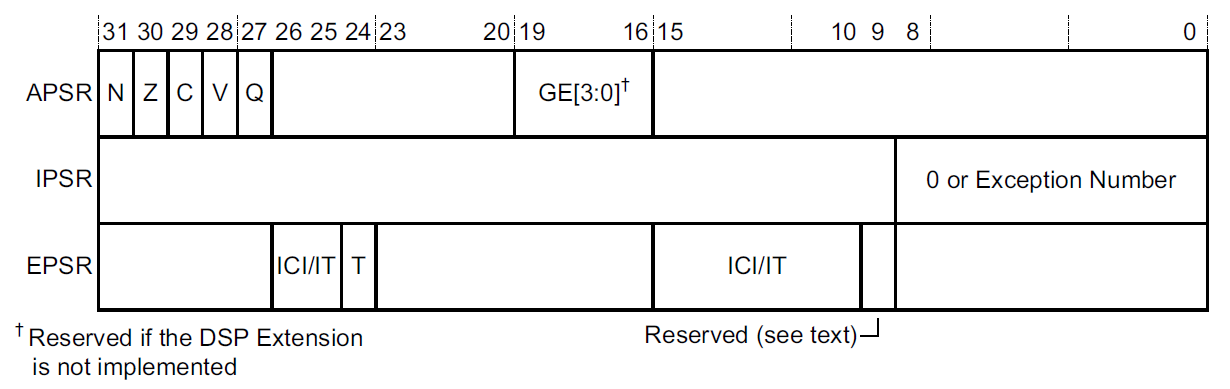 31 30 29 28 27 26 25 24 23 20 19 16 15 10 9 8 0
APSR N Z C V Q GE[3:0]†
IPSR 0 or Exception Number
EPSR ICI/IT T ICI/IT
† Reserved if the DSP Extension
is not implemented
Reserved (see text)